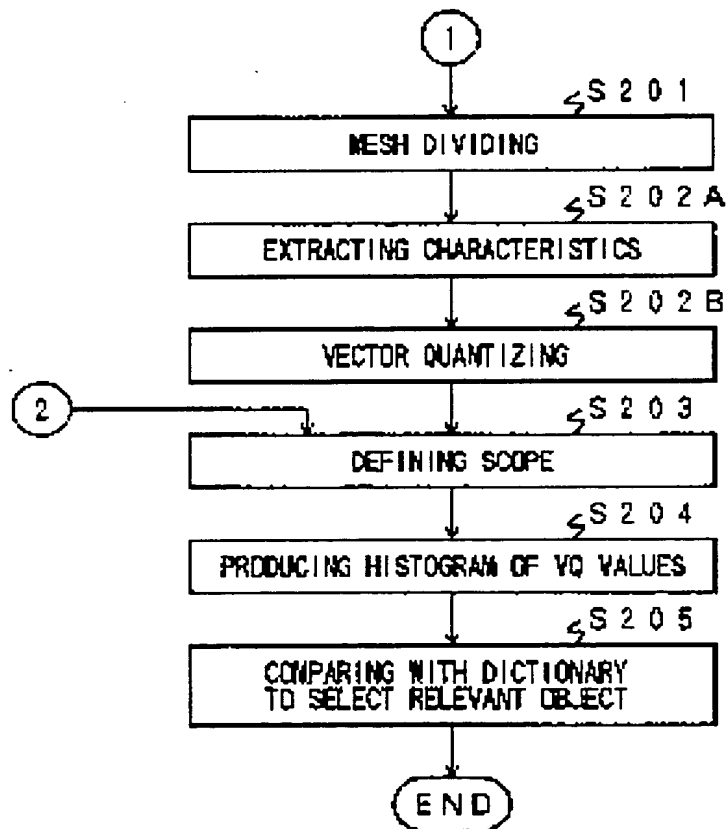 1
S201
MESH DIVIDING
S202A
EXTRACTING CHARACTERISTICS
S202B
VECTOR QUANTIZING
2
S203
DEFINING SCOPE
S204
PRODUCING HISTOGRAM OF VQ VALUES
S205
COMPARING WITH DICTIONARY
TO SELECT RELEVANT OBJECT
END